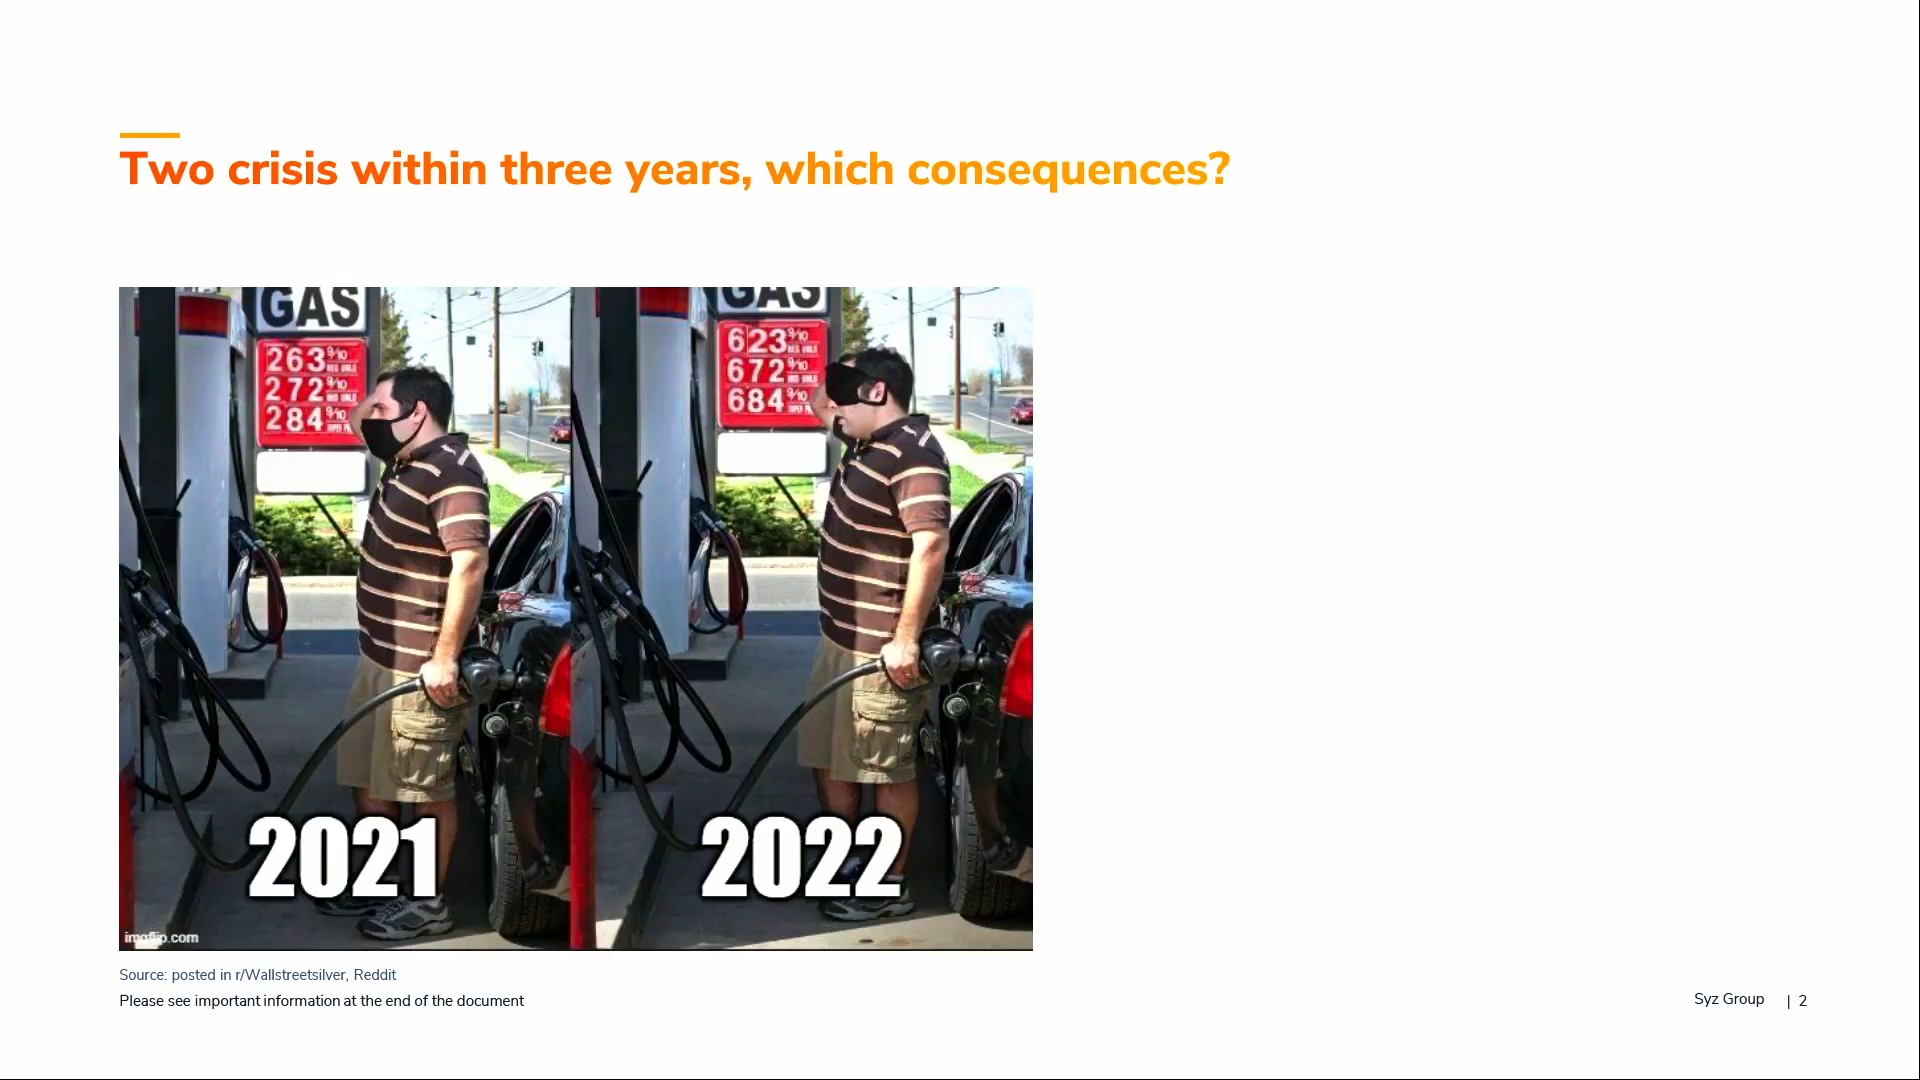 Two crisis within three years, which consequences?
GAS
263 9/10
272 9/10
284 9/10
GAS
623 9/10
672 9/10
684 9/10
2021
2022
imgflip.com
Source: posted in r/Wallstreetsilver, Reddit
Please see important information at the end of the document
Syz Group | 2